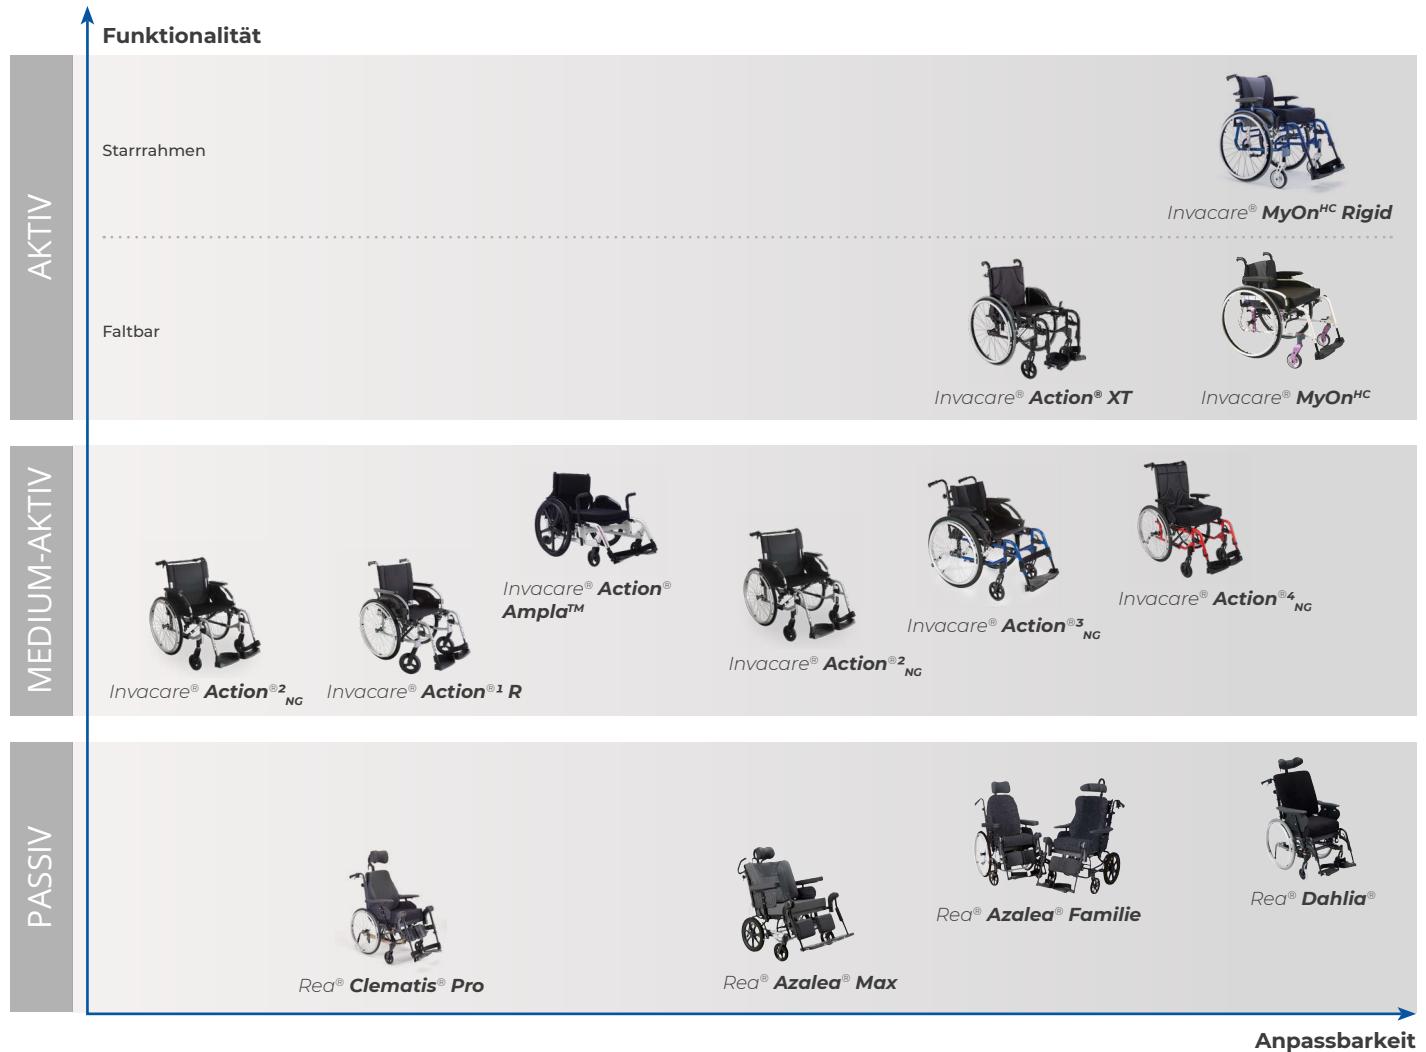 Funktionalität
AKTIV
Starrrahmen
Invacare® MyOnHC Rigid
Faltbar
Invacare® Action® XT
Invacare® MyOnHC
MEDIUM-AKTIV
Invacare® Action®2NG
Invacare® Action®1 R
Invacare® Action®
Ampla™
Invacare® Action®2NG
Invacare® Action®3NG
Invacare® Action®4NG
PASSIV
Rea® Clematis® Pro
Rea® Azalea® Max
Rea® Azalea® Familie
Rea® Dahlia®
Anpassbarkeit